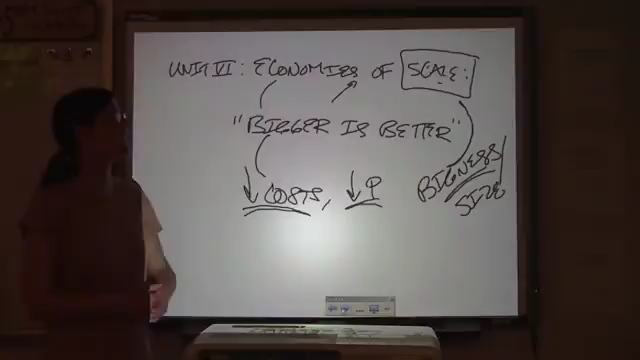 UNIT VI: ECONOMIES OF SCALE:
"BIGGER IS BETTER"
↓ COSTS, ↓ P
BIGNESS/
SIZE